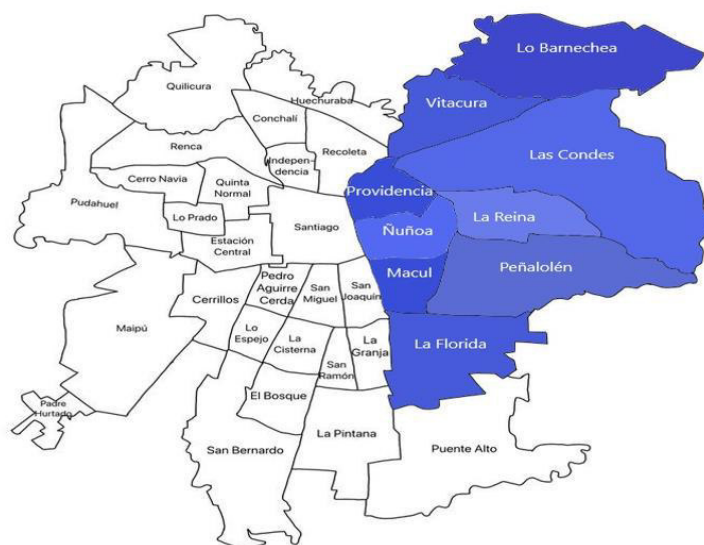 Lo Barnechea
Quilicura
Huechuraba
Vitacura
Conchalí
Renca
Recoleta
Indepen-
dencia
Las Condes
Cerro Navia
Quinta
Normal
Providencia
Pudahuel
Lo Prado
La Reina
Santiago
Ñuñoa
Estación
Central
Macul
Peñalolén
Pedro
Aguirre
Cerda
San
Miguel
San
Joaquín
Cerrillos
Maipú
Lo
Espejo
La
Cisterna
La
Granja
La Florida
San
Ramón
El Bosque
Padre
Hurtado
La Pintana
San Bernardo
Puente Alto